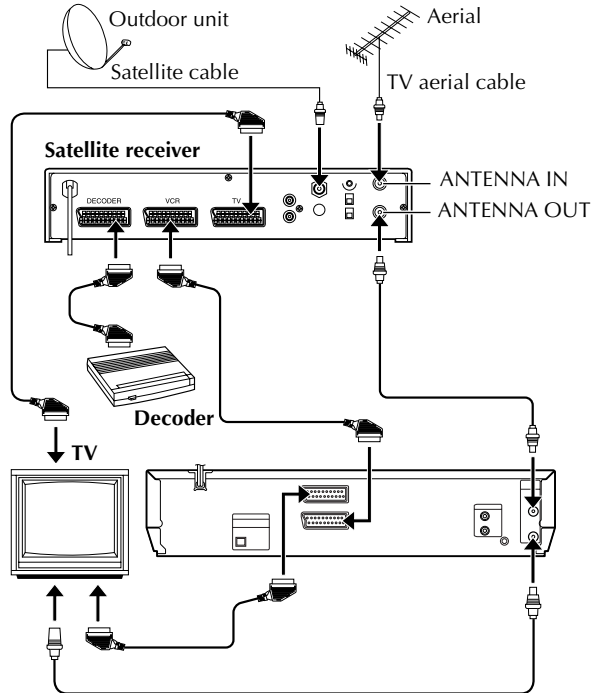 Outdoor unit
Aerial
Satellite cable
TV aerial cable
Satellite receiver
ANTENNA IN
DECODER VCR TV
ANTENNA OUT
Decoder
TV